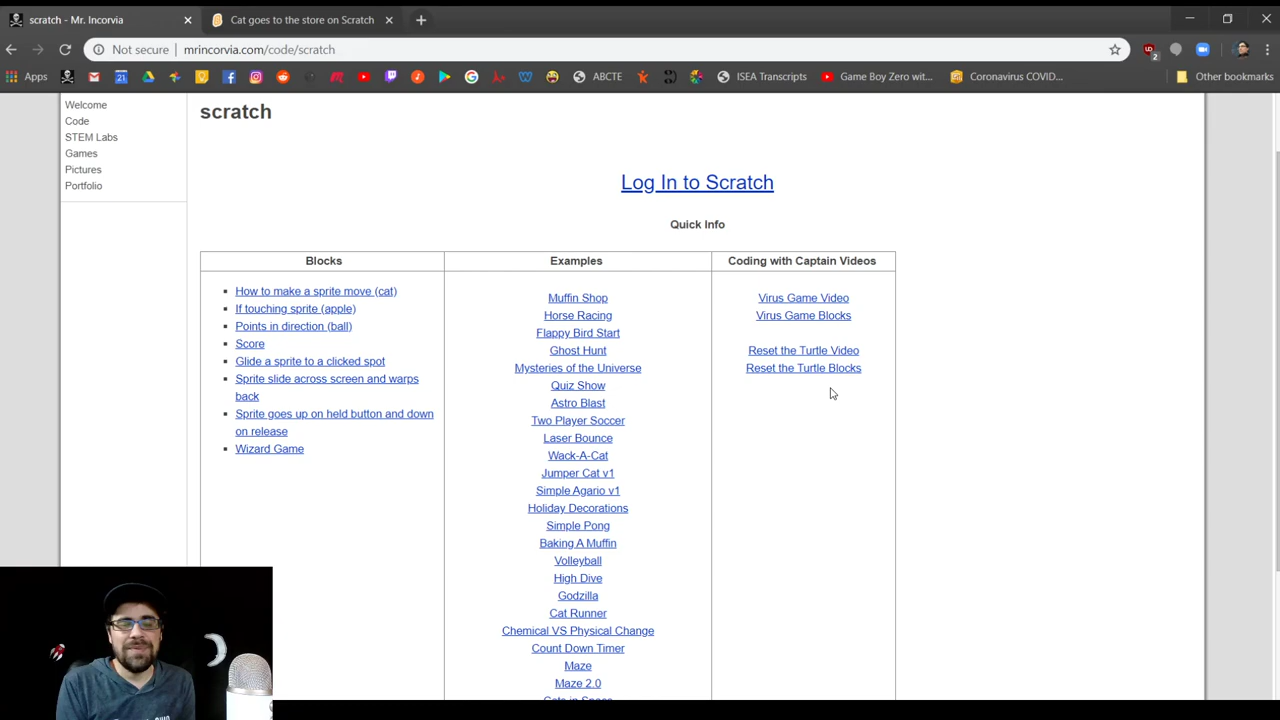 scratch - Mr. Incorvia
Cat goes to the store on Scratch
Not secure
mrincorvia.com/code/scratch
Apps
ABCTE
ISEA Transcripts
Game Boy Zero wit...
Coronavirus COVID...
Other bookmarks
Welcome
Code
STEM Labs
Games
Pictures
Portfolio
scratch
Log In to Scratch
Quick Info
Blocks
How to make a sprite move (cat)
If touching sprite (apple)
Points in direction (ball)
Score
Glide a sprite to a clicked spot
Sprite slide across screen and warps
back
Sprite goes up on held button and down
on release
Wizard Game
Examples
Muffin Shop
Horse Racing
Flappy Bird Start
Ghost Hunt
Mysteries of the Universe
Quiz Show
Astro Blast
Two Player Soccer
Laser Bounce
Wack-A-Cat
Jumper Cat v1
Simple Agario v1
Holiday Decorations
Simple Pong
Baking A Muffin
Volleyball
High Dive
Godzilla
Cat Runner
Chemical VS Physical Change
Count Down Timer
Maze
Maze 2.0
Coding with Captain Videos
Virus Game Video
Virus Game Blocks
Reset the Turtle Video
Reset the Turtle Blocks